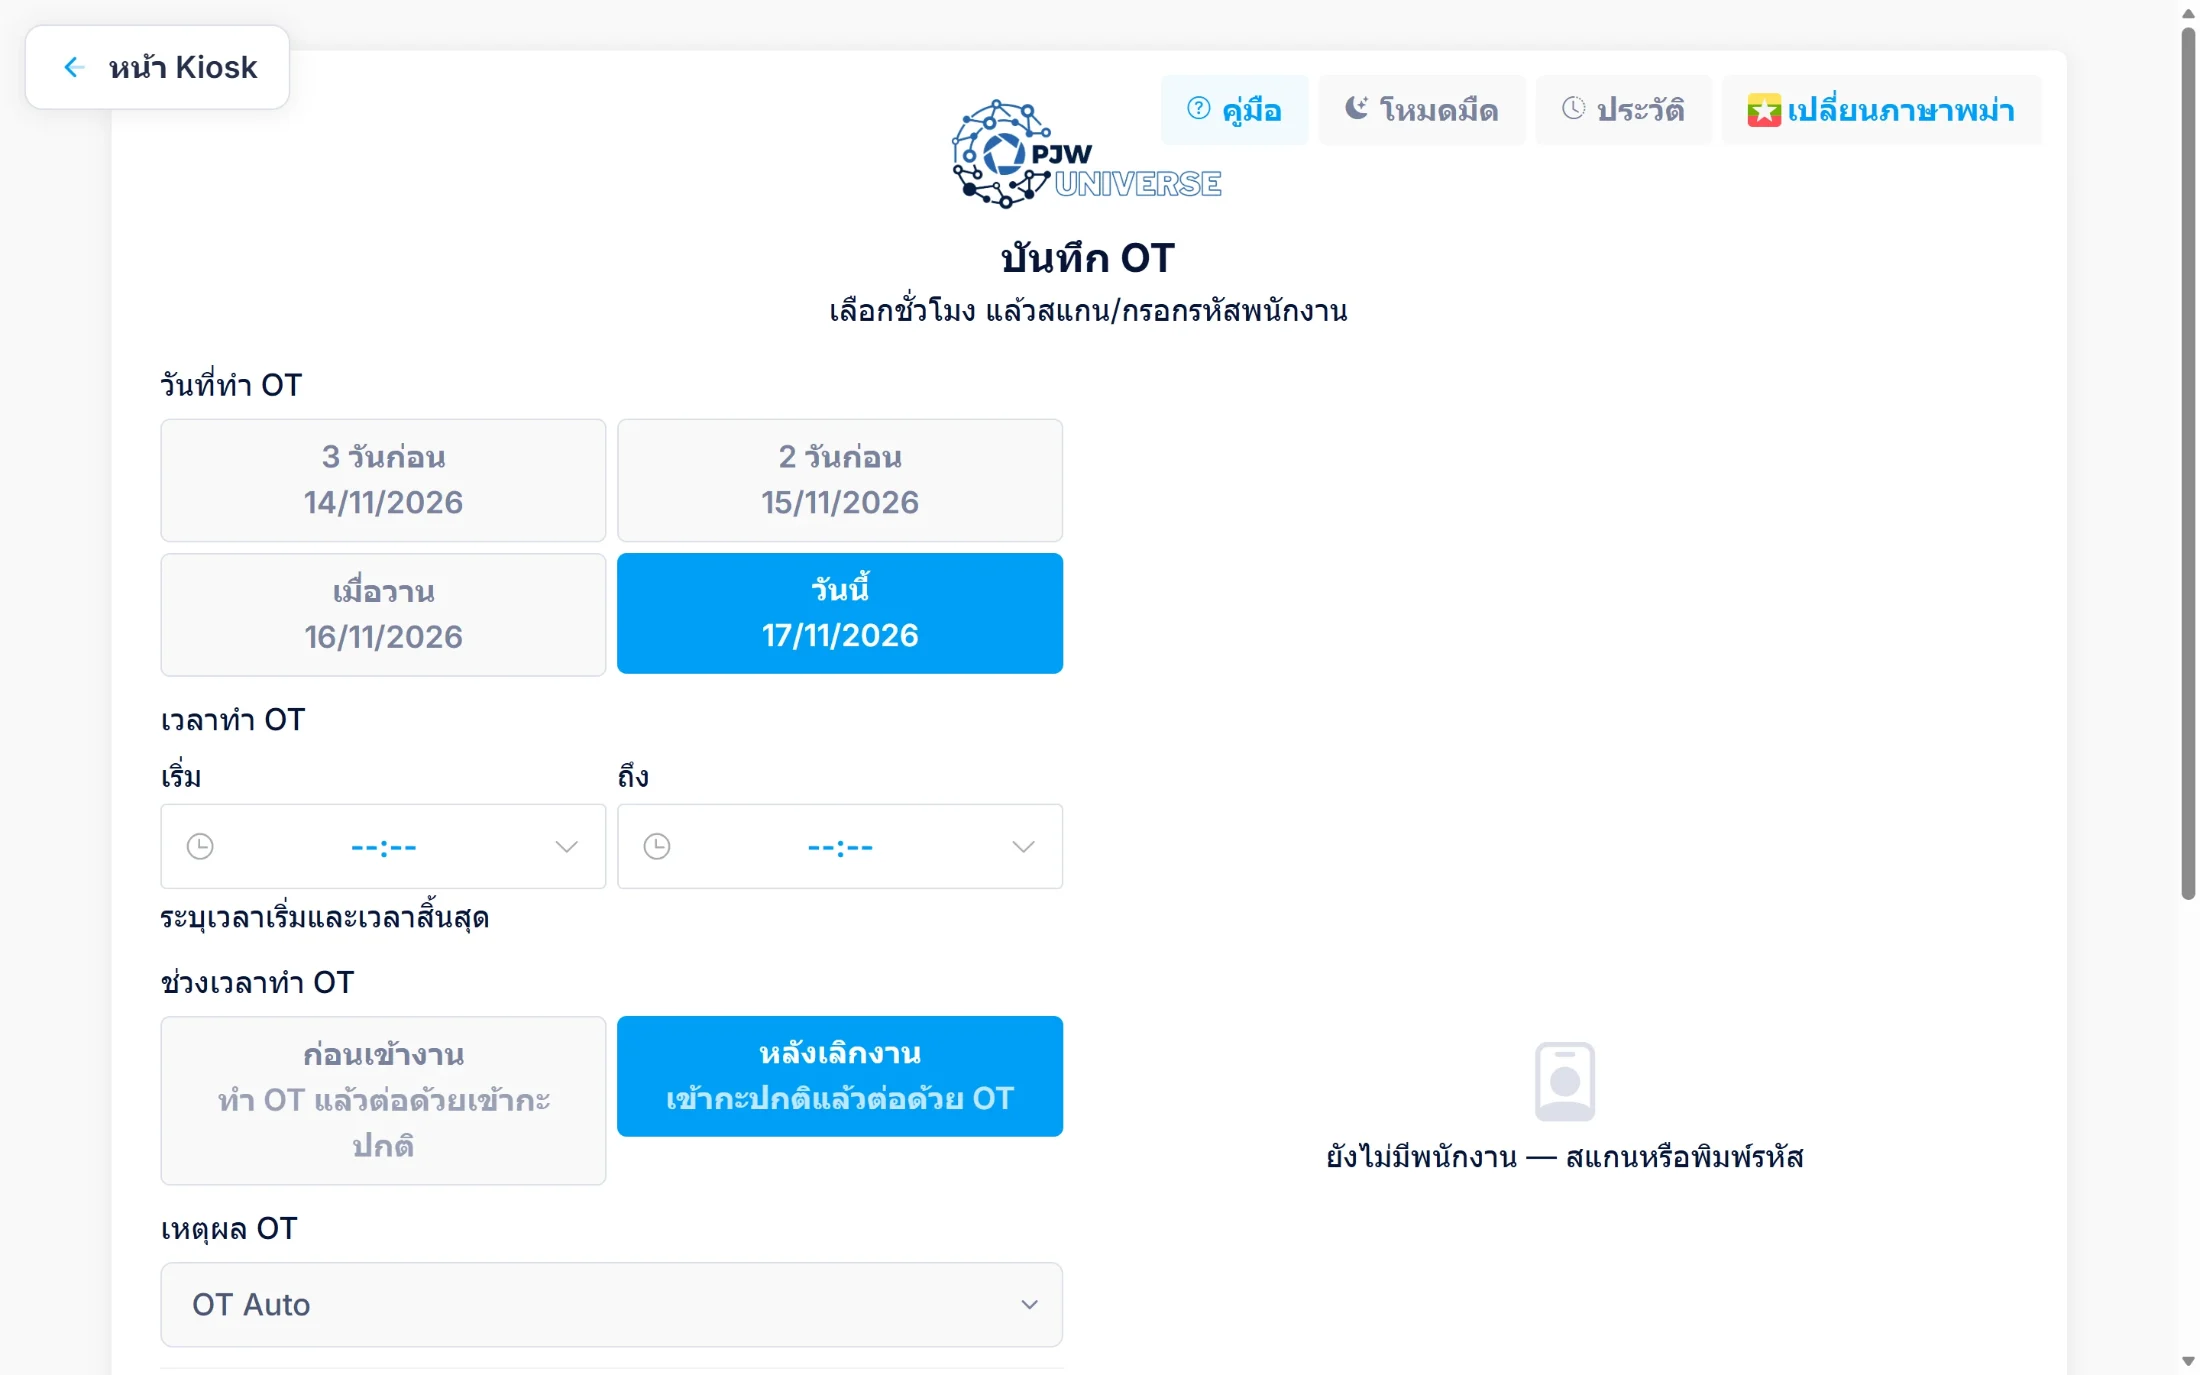 หน้า Kiosk
คู่มือ
โหมดมืด
ประวัติ
เปลี่ยนภาษาพม่า
PJW
UNIVERSE
บันทึก OT
เลือกชั่วโมง แล้วสแกน/กรอกรหัสพนักงาน
วันที่ทำ OT
3 วันก่อน
14/11/2026
2 วันก่อน
15/11/2026
เมื่อวาน
16/11/2026
วันนี้
17/11/2026
เวลาทำ OT
เริ่ม
ถึง
--:--
--:--
ระบุเวลาเริ่มและเวลาสิ้นสุด
ช่วงเวลาทำ OT
ก่อนเข้างาน
ทำ OT แล้วต่อด้วยเข้ากะ
ปกติ
หลังเลิกงาน
เข้ากะปกติแล้วต่อด้วย OT
ยังไม่มีพนักงาน — สแกนหรือพิมพ์รหัส
เหตุผล OT
OT Auto